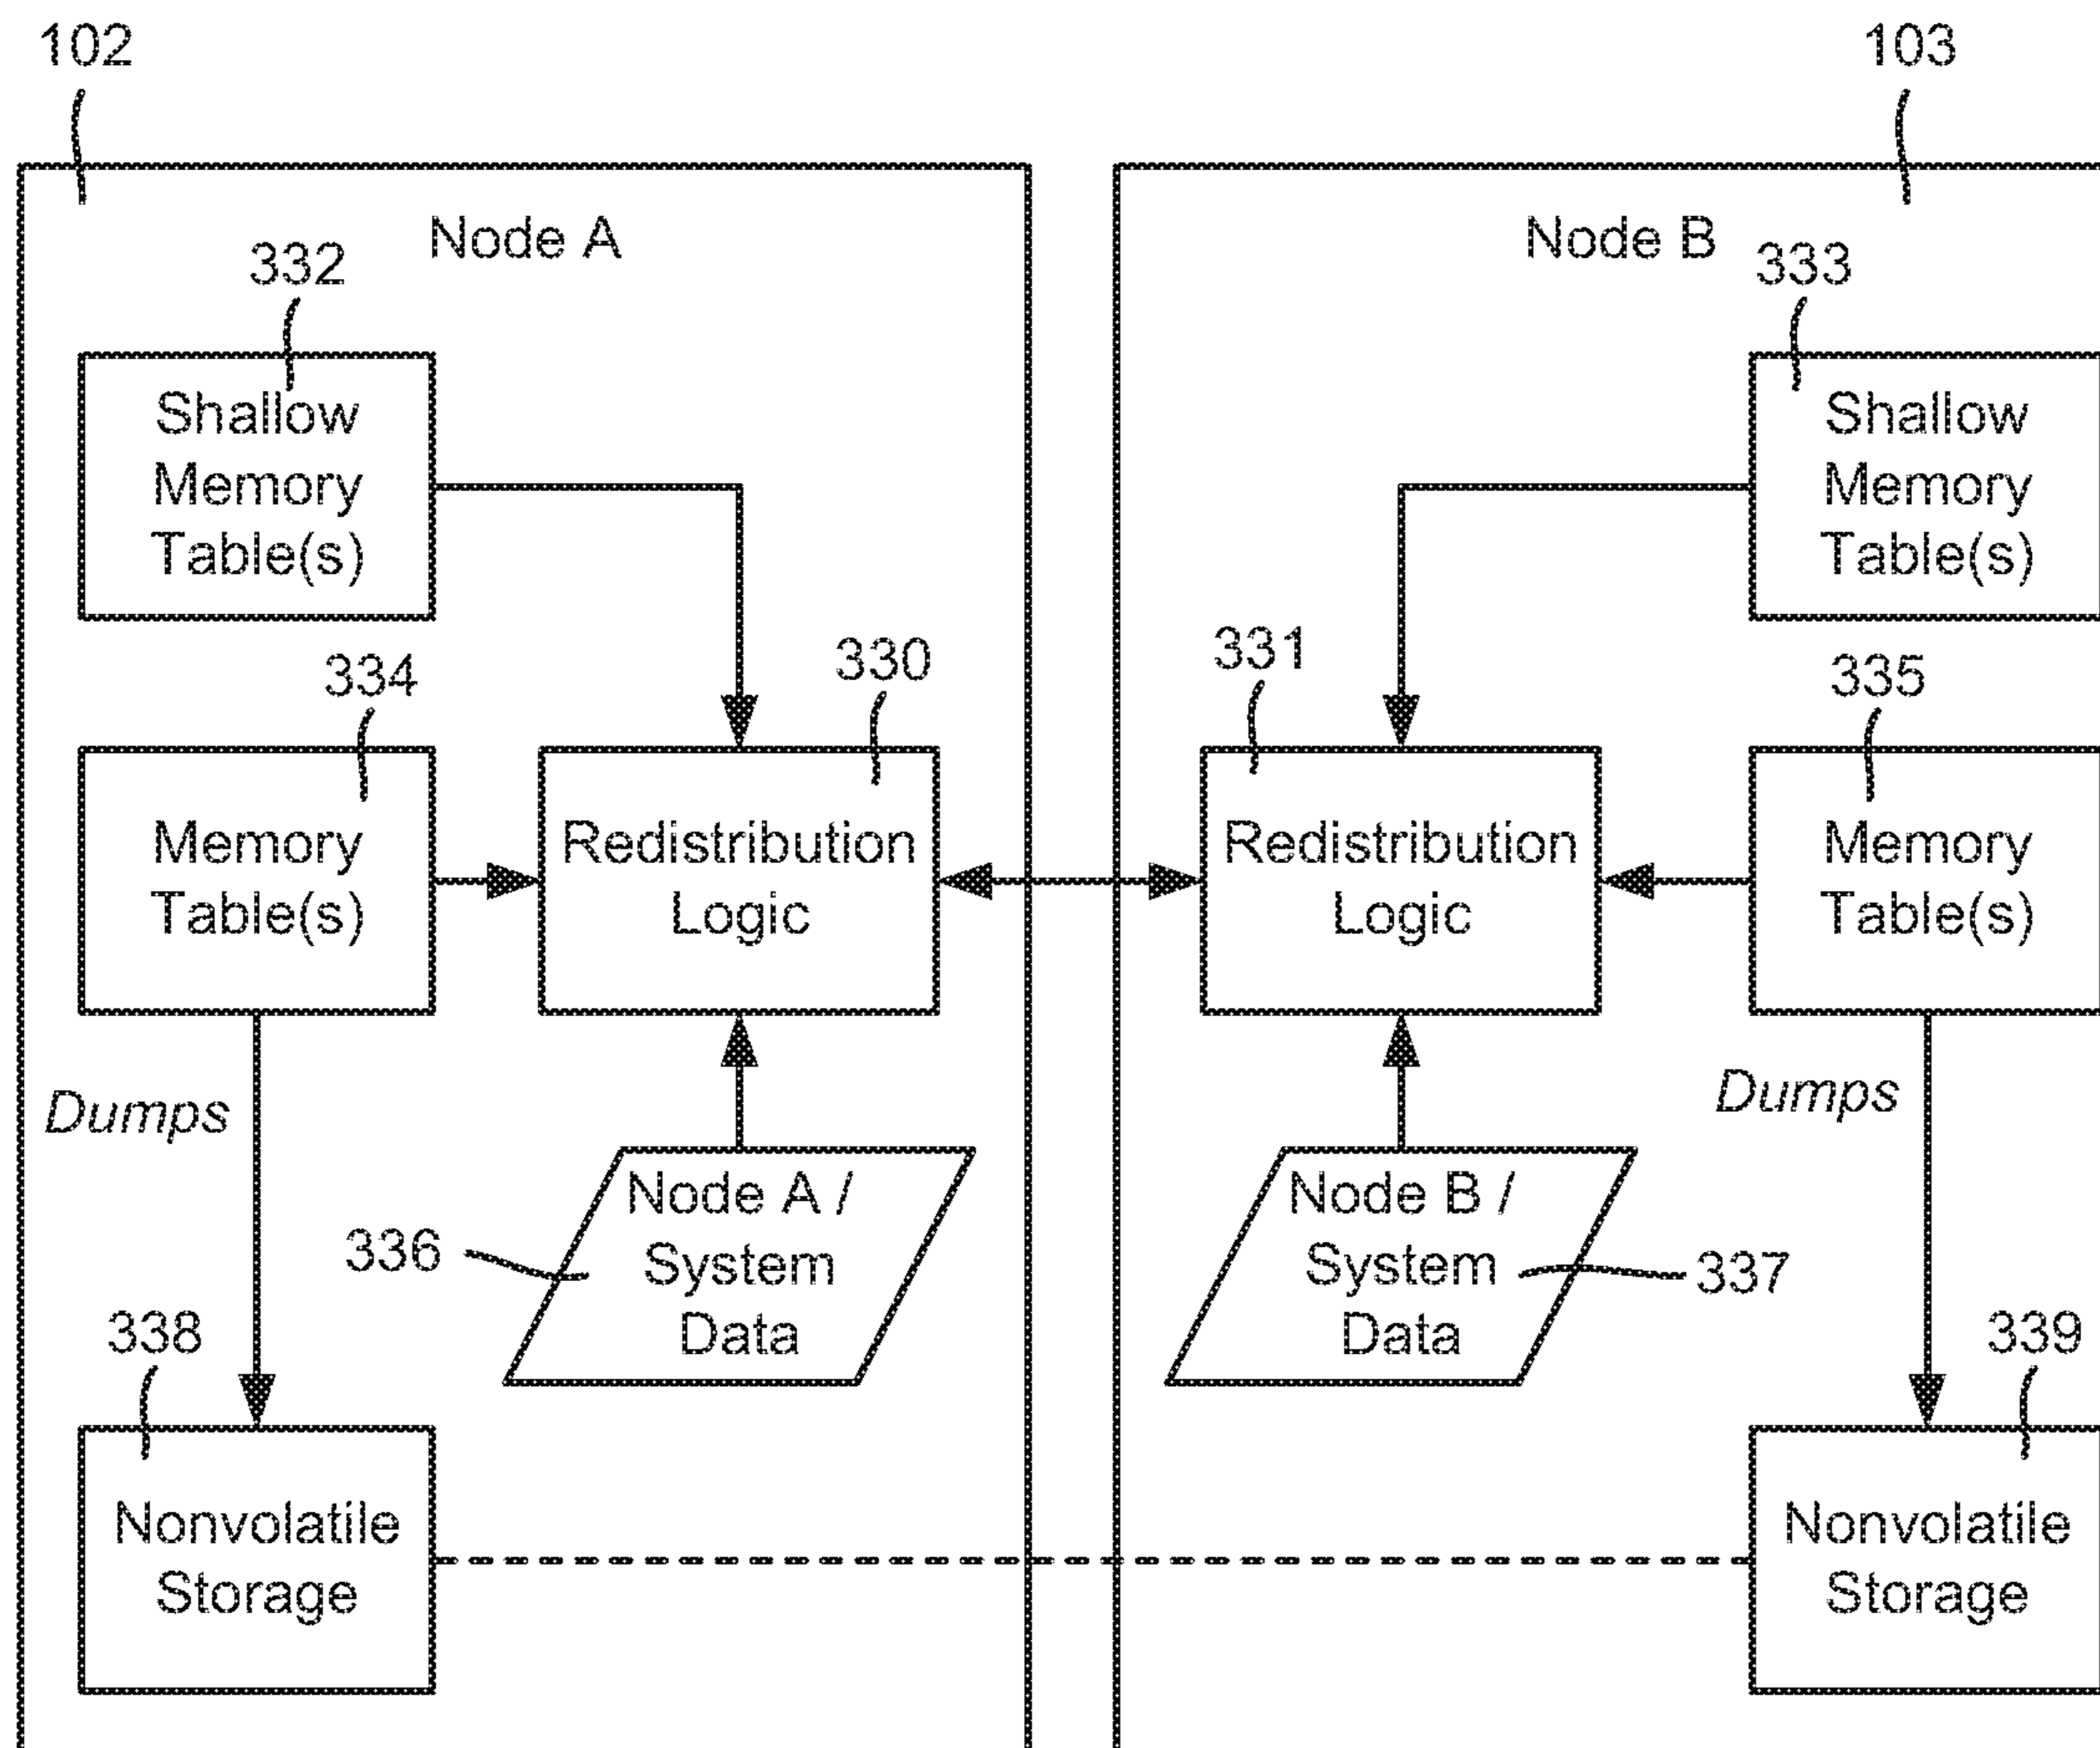 102
103
Node A
Node B
332
333
Shallow
Memory
Table(s)
Shallow
Memory
Table(s)
334
330
331
335
Memory
Table(s)
Redistribution
Logic
Redistribution
Logic
Memory
Table(s)
Dumps
Dumps
Node A /
System
Data
336
Node B /
System
Data
337
338
339
Nonvolatile
Storage
Nonvolatile
Storage